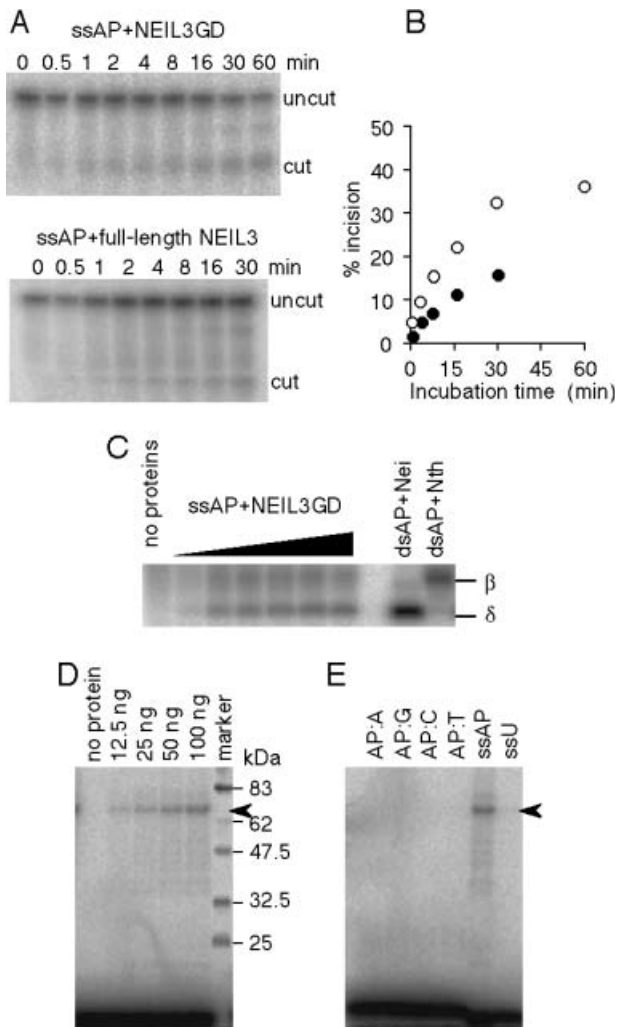 A
ssAP+NEIL3GD
0 0.5 1 2 4 8 16 30 60 min
uncut
cut
ssAP+full-length NEIL3
0 0.5 1 2 4 8 16 30 min
uncut
cut
B
% incision
50
40
30
20
10
0
0 15 30 45 60
Incubation time (min)
C
no proteins
ssAP+NEIL3GD
dsAP+Nei
dsAP+Nth
β
δ
D
no protein
12.5 ng
25 ng
50 ng
100 ng
marker
kDa
83
62
47.5
32.5
25
E
AP:A
AP:G
AP:C
AP:T
ssAP
ssU